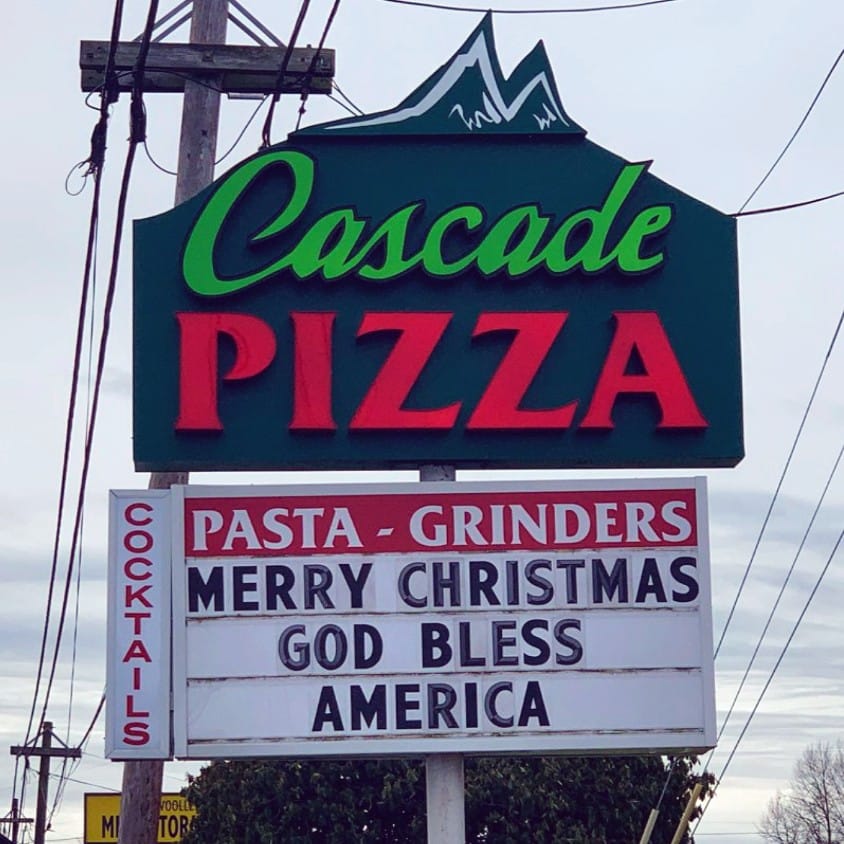 Cascade
PIZZA
COCKTAILS
PASTA - GRINDERS
MERRY CHRISTMAS
GOD BLESS
AMERICA